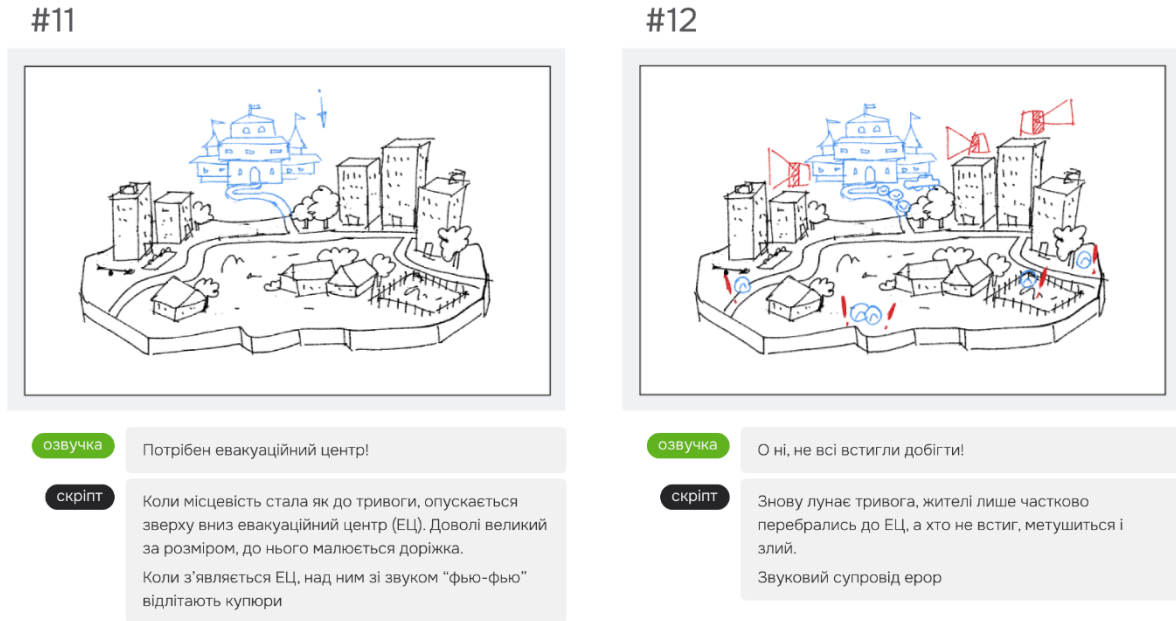 #11
озвучка
Потрібен евакуаційний центр!
скріпт
Коли місцевість стала як до тривоги, опускається
зверху вниз евакуаційний центр (ЕЦ). Доволі великий
за розміром, до нього малюється доріжка.
Коли з’являється ЕЦ, над ним зі звуком “фью-фью”
відлітають купюри
#12
озвучка
О ні, не всі встигли добігти!
скріпт
Знову лунає тривога, жителі лише частково
перебрались до ЕЦ, а хто не встиг, метушиться і
злий.
Звуковий супровід ерор